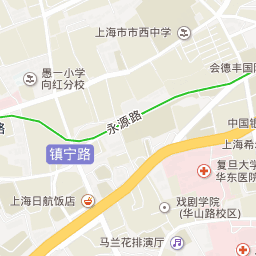 上海市市西中学
愚一小学
向红分校
会德丰国
永源路
路
镇宁路
中国银
上海希
复旦大学
华东医院
上海日航饭店
戏剧学院
(华山路校区)
马兰花排演厅